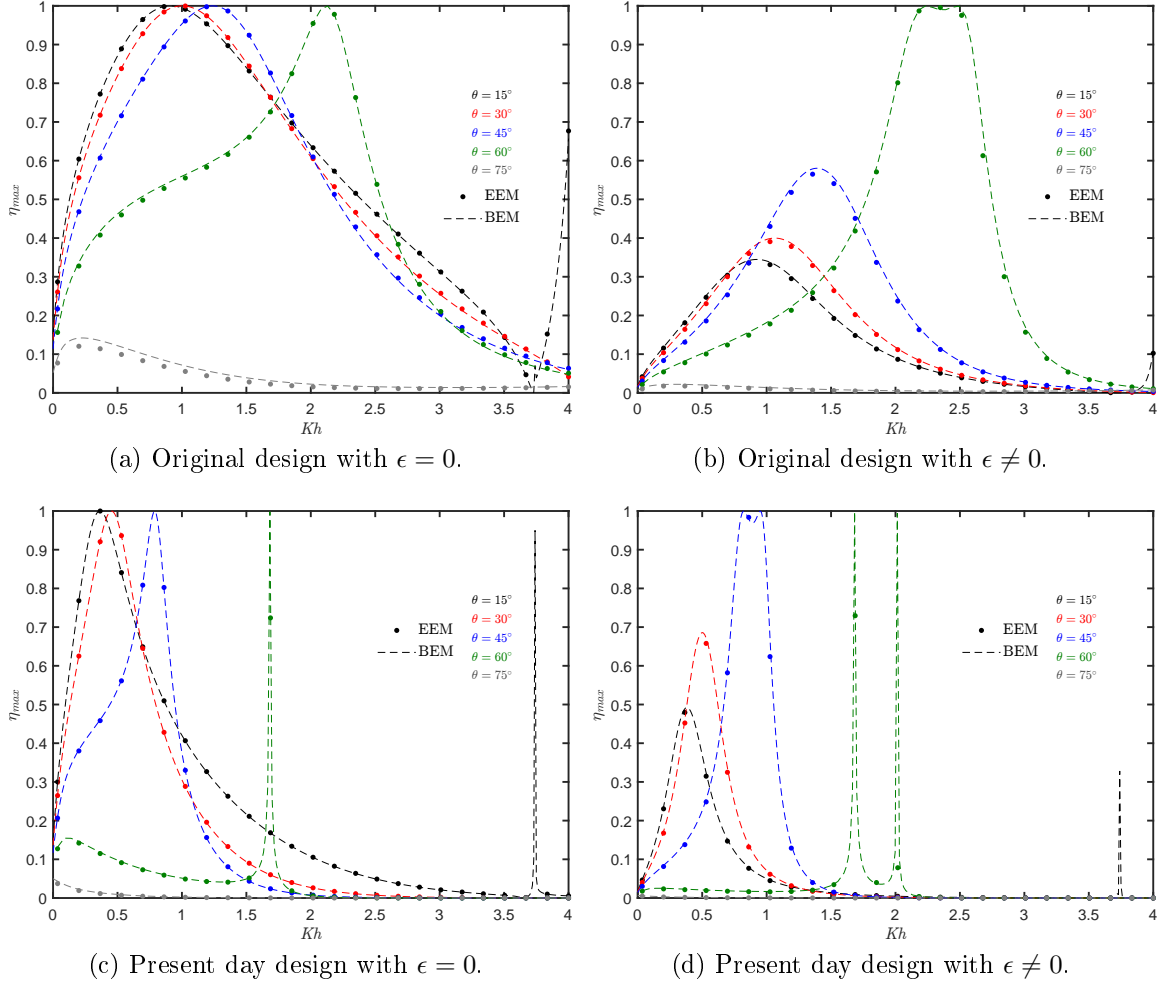 1
0.9
0.8
0.7
0.6
0.5
0.4
0.3
0.2
0.1
0
η_max
0 0.5 1 1.5 2 2.5 3 3.5 4
Kh
θ = 15°
θ = 30°
θ = 45°
θ = 60°
θ = 75°
EEM
BEM
(a) Original design with ϵ = 0.
1
0.9
0.8
0.7
0.6
0.5
0.4
0.3
0.2
0.1
0
η_max
0 0.5 1 1.5 2 2.5 3 3.5 4
Kh
θ = 15°
θ = 30°
θ = 45°
θ = 60°
θ = 75°
EEM
BEM
(b) Original design with ϵ ≠ 0.
1
0.9
0.8
0.7
0.6
0.5
0.4
0.3
0.2
0.1
0
η_max
0 0.5 1 1.5 2 2.5 3 3.5 4
Kh
EEM
BEM
θ = 15°
θ = 30°
θ = 45°
θ = 60°
θ = 75°
(c) Present day design with ϵ = 0.
1
0.9
0.8
0.7
0.6
0.5
0.4
0.3
0.2
0.1
0
η_max
0 0.5 1 1.5 2 2.5 3 3.5 4
Kh
EEM
BEM
θ = 15°
θ = 30°
θ = 45°
θ = 60°
θ = 75°
(d) Present day design with ϵ ≠ 0.